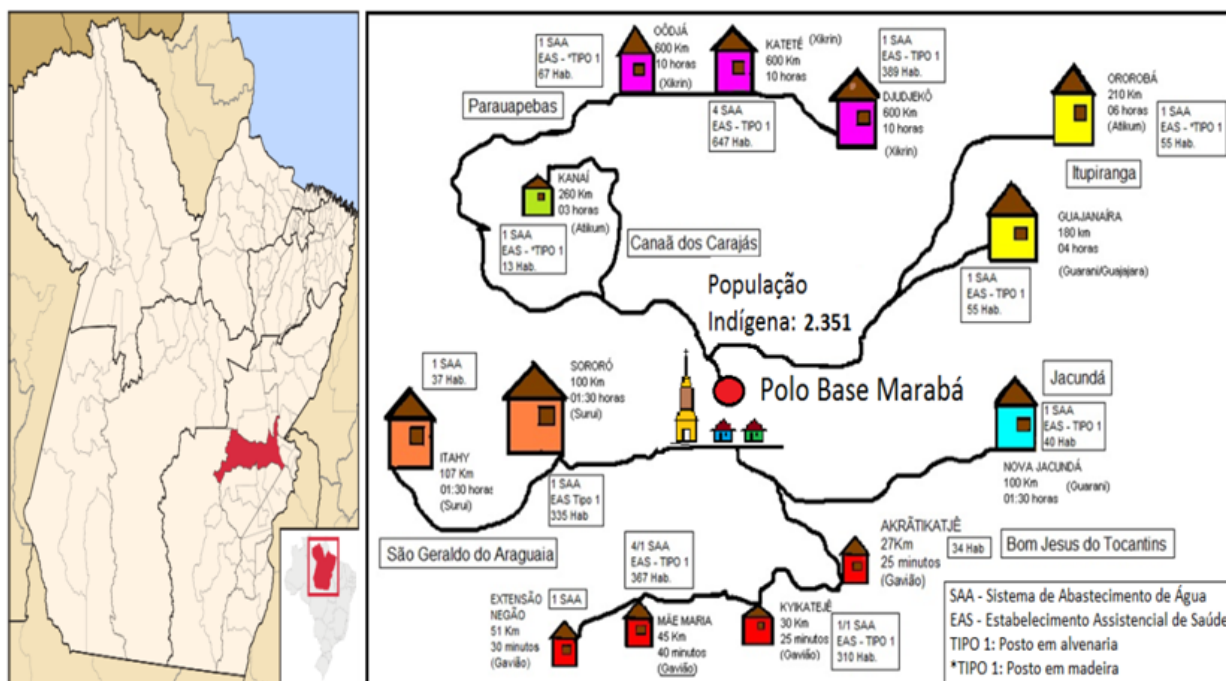 1 SAA
EAS - *TIPO 1
67 Hab.
OÔDJÁ
600 Km
10 horas
(Xikrin)
KATETÉ (Xikrin)
600 Km
10 horas
4 SAA
EAS - TIPO 1
647 Hab.
1 SAA
EAS - TIPO 1
389 Hab.
DJUDJEKÔ
600 Km
10 horas
(Xikrin)
OROROBÁ
210 Km
06 horas
(Atikum)
1 SAA
EAS - *TIPO 1
55 Hab.
Itupiranga
Parauapebas
KANAÍ
260 Km
03 horas
(Atikum)
1 SAA
EAS - *TIPO 1
13 Hab.
Canaã dos Carajás
GUAJANAÍRA
180 km
04 horas
(Guarani/Guajajara)
1 SAA
EAS - TIPO 1
55 Hab.
População
Indígena: 2.351
Polo Base Marabá
1 SAA
37 Hab.
SORORÓ
100 Km
01:30 horas
(Surui)
ITAHY
107 Km
01:30 horas
(Surui)
1 SAA
EAS Tipo 1
335 Hab
São Geraldo do Araguaia
Jacundá
1 SAA
EAS - TIPO 1
40 Hab
NOVA JACUNDÁ
100 Km (Guarani)
01:30 horas
AKRÃTIKATJÊ
27Km
25 minutos
(Gavião)
34 Hab
Bom Jesus do Tocantins
4/1 SAA
EAS - TIPO 1
367 Hab.
EXTENSÃO
NEGÃO
51 Km
30 minutos
(Gavião)
1 SAA
MÃE MARIA
45 Km
40 minutos
(Gavião)
KYIKATEJÊ
30 Km
25 minutos
(Gavião)
1/1 SAA
EAS - TIPO 1
310 Hab.
SAA - Sistema de Abastecimento de Água
EAS - Estabelecimento Assistencial de Saúde
TIPO 1: Posto em alvenaria
*TIPO 1: Posto em madeira